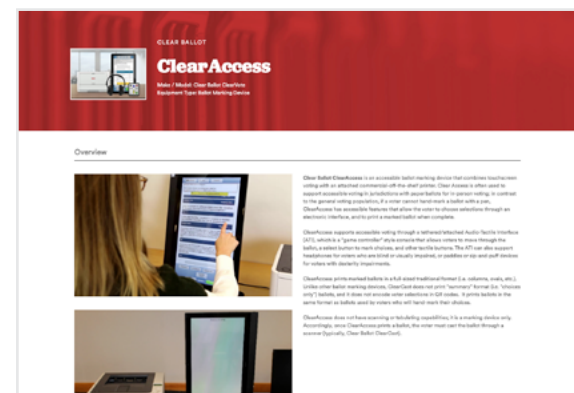 CLEAR BALLOT
ClearAccess
Make / Model: Clear Ballot ClearVote
Equipment Type: Ballot Marking Device
Overview
Clear Ballot ClearAccess is an accessible ballot marking device that combines touchscreen
voting with an attached commercial-off-the-shelf printer. Clear Access is often used to
support accessible voting in jurisdictions with paper ballots for in-person voting; in contrast
to the general voting population, if a voter cannot hand-mark a ballot with a pen,
ClearAccess has accessible features that allow the voter to choose selections through an
electronic interface, and to print a marked ballot when complete.
ClearAccess supports accessible voting through a tethered/attached Audio-Tactile Interface
(ATI), which is a "game controller" style console that allows voters to move through the
ballot, a select button to mark choices, and other tactile buttons. The ATI can also support
headphones for voters who are blind or visually impaired, or paddles or sip-and-puff devices
for voters with dexterity impairments.
ClearAccess prints marked ballots in a full-sized traditional format (i.e. columns, ovals, etc.)
Unlike other ballot marking devices, ClearCast does not print "summary" format (i.e. "choices
only") ballots, and it does not encode voter selections in QR codes. It prints ballots in the
same format as ballots used by voters who will hand-mark their choices.
ClearAccess does not have scanning or tabulating capabilities; it is a marking device only.
Accordingly, once ClearAccess prints a ballot, the voter must cast the ballot through a
scanner (typically, Clear Ballot ClearCast).